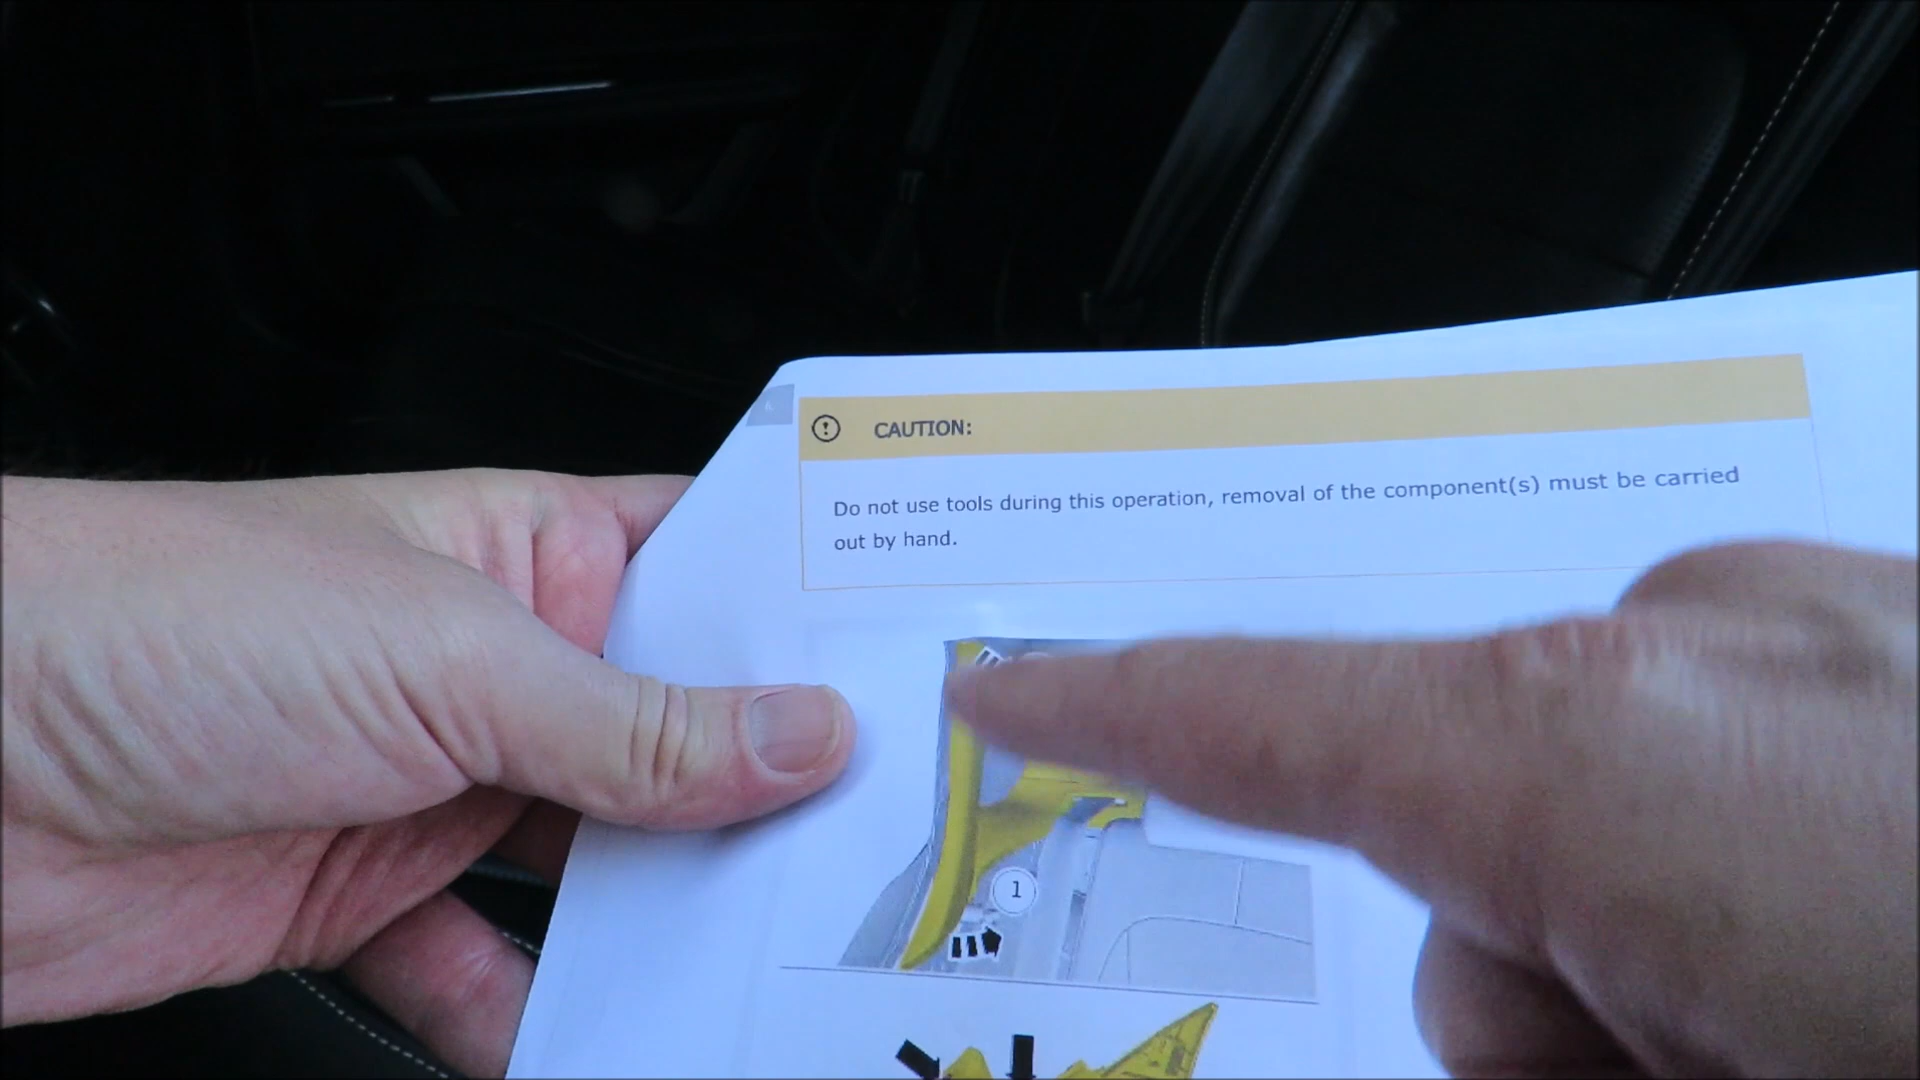 CAUTION:
Do not use tools during this operation, removal of the component(s) must be carried
out by hand.
1